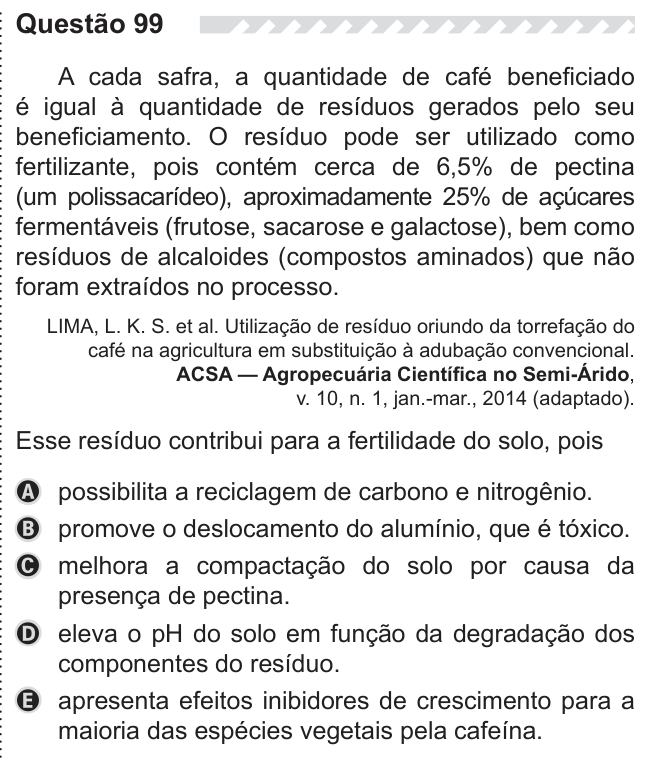 Questão 99
A cada safra, a quantidade de café beneficiado
é igual à quantidade de resíduos gerados pelo seu
beneficiamento. O resíduo pode ser utilizado como
fertilizante, pois contém cerca de 6,5% de pectina
(um polissacarídeo), aproximadamente 25% de açúcares
fermentáveis (frutose, sacarose e galactose), bem como
resíduos de alcaloides (compostos aminados) que não
foram extraídos no processo.
LIMA, L. K. S. et al. Utilização de resíduo oriundo da torrefação do
café na agricultura em substituição à adubação convencional.
ACSA — Agropecuária Científica no Semi-Árido,
v. 10, n. 1, jan.-mar., 2014 (adaptado).
Esse resíduo contribui para a fertilidade do solo, pois
A possibilita a reciclagem de carbono e nitrogênio.
B promove o deslocamento do alumínio, que é tóxico.
C melhora a compactação do solo por causa da
presença de pectina.
D eleva o pH do solo em função da degradação dos
componentes do resíduo.
E apresenta efeitos inibidores de crescimento para a
maioria das espécies vegetais pela cafeína.